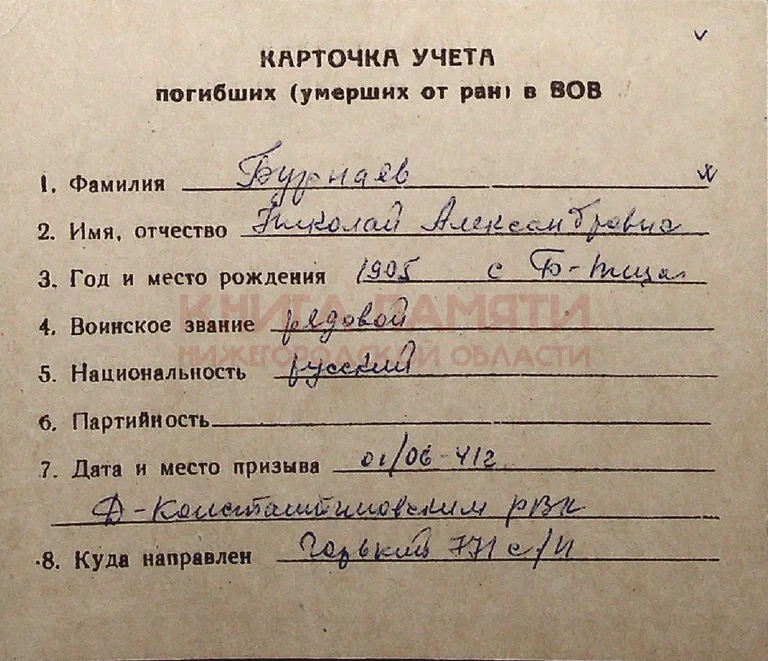 КАРТОЧКА УЧЕТА
погибших (умерших от ран) в ВОВ
1. Фамилия Бурнаев
2. Имя, отчество Николай Александрович
3. Год и место рождения 1905 с Б-
4. Воинское звание рядовой
5. Национальность русский
6. Партийность
7. Дата и место призыва 01/06-41г
Д-Константиновским РВК
8. Куда направлен Горький 771 с/п
КНИГА ПАМЯТИ
НИЖЕГОРОДСКОЙ ОБЛАСТИ